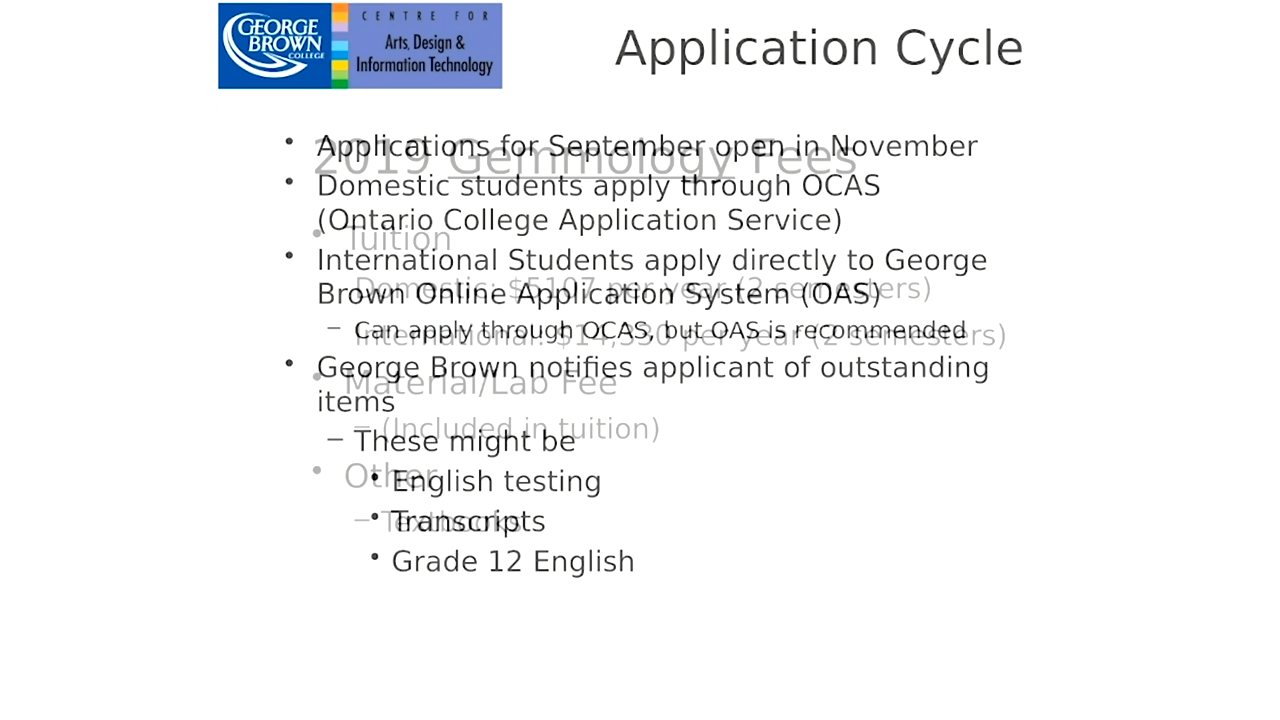 GEORGE
BROWN
COLLEGE
CENTRE FOR
Arts, Design &
Information Technology
Application Cycle
• Applications for September open in November
• Domestic students apply through OCAS
(Ontario College Application Service)
• International Students apply directly to George
Brown Online Application System (OAS)
– Can apply through OCAS, but OAS is recommended
• George Brown notifies applicant of outstanding
items
– These might be
• English testing
• Transcripts
• Grade 12 English
2019 Gemmology Fees
• Tuition
Domestic: per year (2 semesters)
International: per year (2 semesters)
• Material/Lab Fee
– (Included in tuition)
• Other
– Textbooks